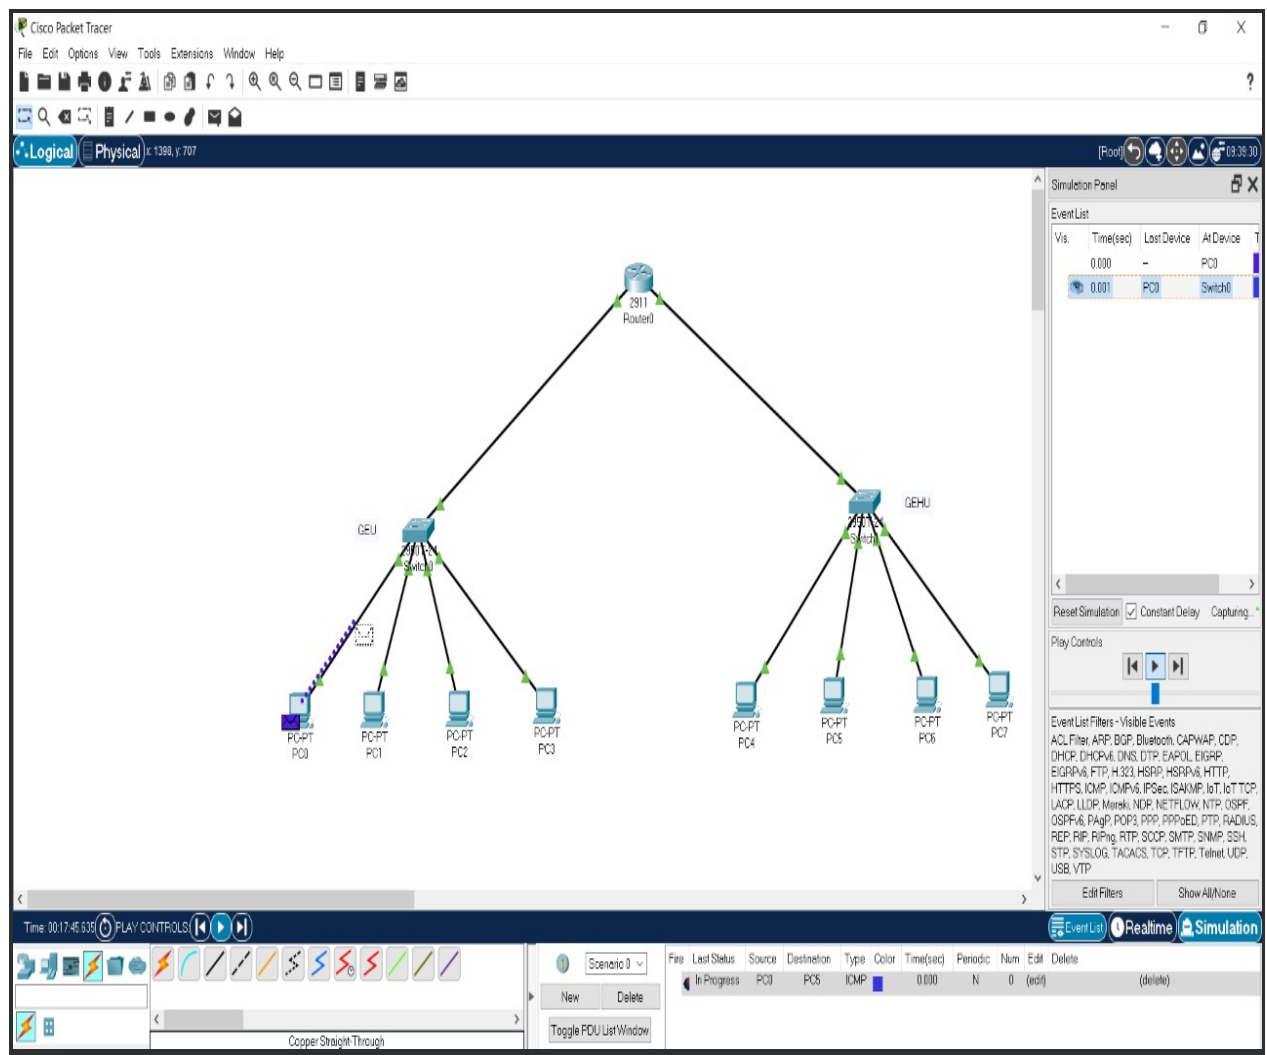 Cisco Packet Tracer
File Edit Options View Tools Extensions Window Help
?
Logical Physical x: 1398, y: 707 [Root] 09:39:30
Simulation Panel
Event List
Vis. Time(sec) Last Device At Device T
0.000 -- PC0
0.001 PC0 Switch0
2911
Router0
GEU
GEHU
2950T-24
Switch0
PC-PT
PC0
PC-PT
PC1
PC-PT
PC2
PC-PT
PC3
PC-PT
PC4
PC-PT
PC5
PC-PT
PC6
PC-PT
PC7
Reset Simulation Constant Delay Capturing...
Play Controls
Event List Filters - Visible Events
ACL Filter, ARP, BGP, Bluetooth, CAPWAP, CDP,
DHCP, DHCPv6, DNS, DTP, EAPOL, EIGRP,
EIGRPv6, FTP, H.323, HSRP, HSRPv6, HTTP,
HTTPS, ICMP, ICMPv6, IPSec, ISAKMP, IoT, IoT TCP,
LACP, LLDP, Meraki, NDP, NETFLOW, NTP, OSPF,
OSPFv6, PAgP, POP3, PPP, PPPoED, PTP, RADIUS,
REP, RIP, RIPng, RTP, SCCP, SMTP, SNMP, SSH,
STP, SYSLOG, TACACS, TCP, TFTP, Telnet, UDP,
USB, VTP
Edit Filters Show All/None
Time: 00:17:45.635 PLAY CONTROLS: Event List Realtime Simulation
Scenario 0
New Delete
Toggle PDU List Window
Fire Last Status Source Destination Type Color Time(sec) Periodic Num Edit Delete
In Progress PC0 PC5 ICMP 0.000 N 0 (edit) (delete)
Copper Straight-Through